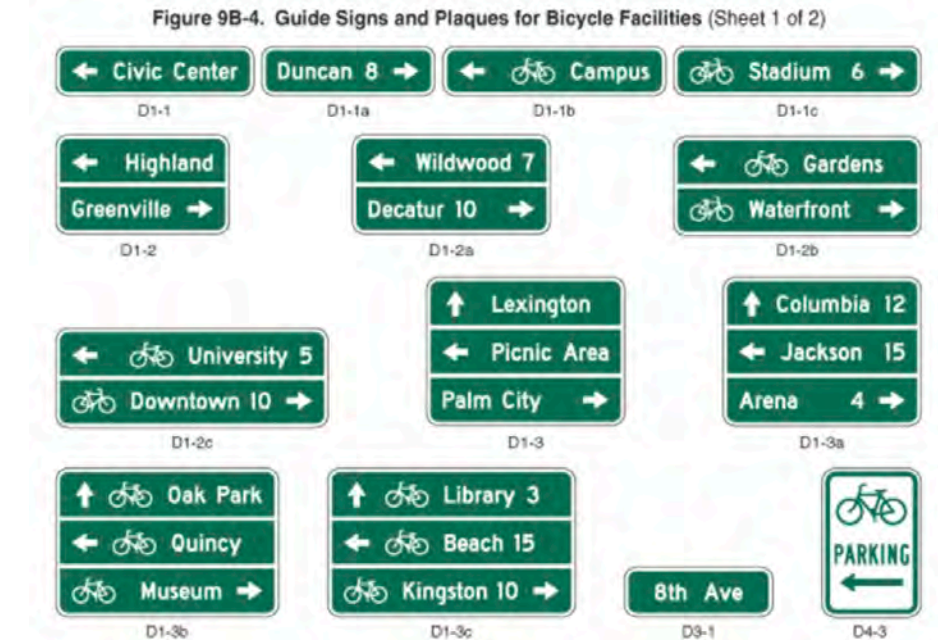 Figure 9B-4. Guide Signs and Plaques for Bicycle Facilities (Sheet 1 of 2)
Civic Center
Duncan 8
Campus
Stadium 6
D1-1
D1-1a
D1-1b
D1-1c
Highland
Greenville
Wildwood 7
Decatur 10
Gardens
Waterfront
D1-2
D1-2a
D1-2b
University 5
Downtown 10
Lexington
Picnic Area
Palm City
Columbia 12
Jackson 15
Arena 4
D1-2c
D1-3
D1-3a
Oak Park
Quincy
Museum
Library 3
Beach 15
Kingston 10
8th Ave
PARKING
D1-3b
D1-3c
D3-1
D4-3